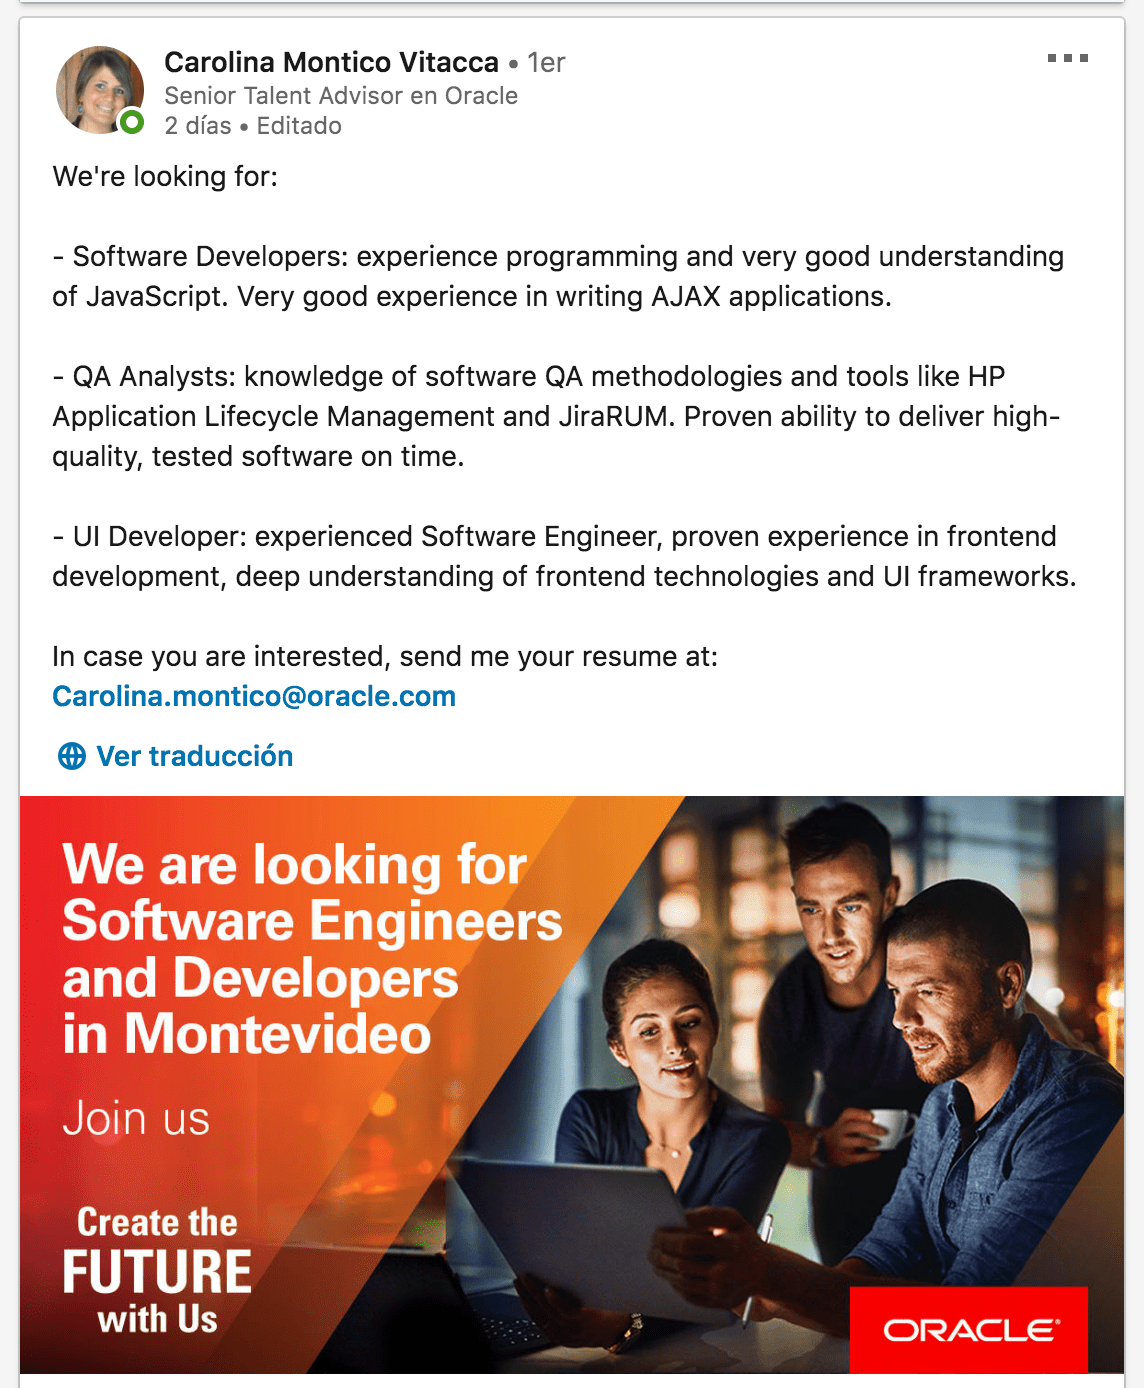 Carolina Montico Vitacca • 1er
Senior Talent Advisor en Oracle
2 días • Editado
We're looking for:
- Software Developers: experience programming and very good understanding
of JavaScript. Very good experience in writing AJAX applications.
- QA Analysts: knowledge of software QA methodologies and tools like HP
Application Lifecycle Management and JiraRUM. Proven ability to deliver high-
quality, tested software on time.
- UI Developer: experienced Software Engineer, proven experience in frontend
development, deep understanding of frontend technologies and UI frameworks.
In case you are interested, send me your resume at:
Carolina.montico@oracle.com
Ver traducción
We are looking for
Software Engineers
and Developers
in Montevideo
Join us
Create the
FUTURE
with Us
ORACLE®